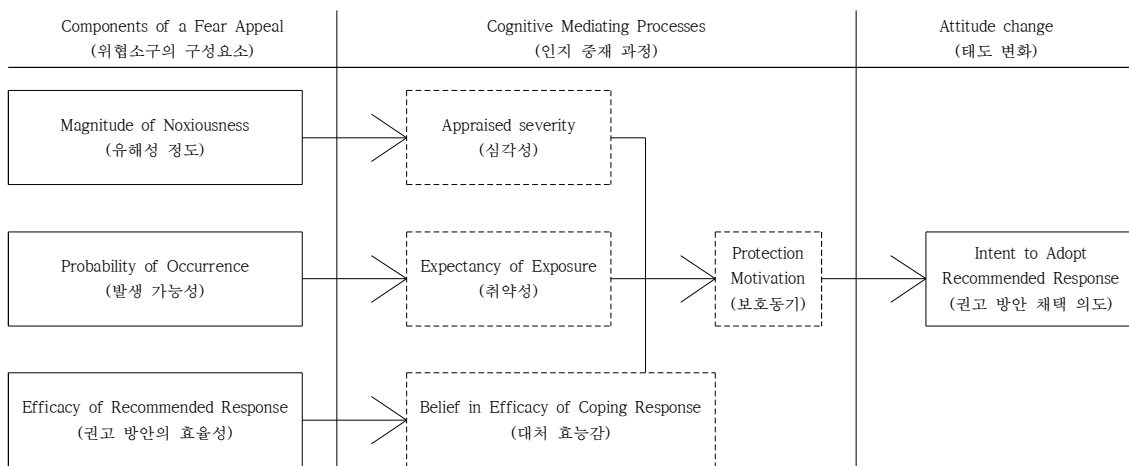 Components of a Fear Appeal
(위협소구의 구성요소)
Cognitive Mediating Processes
(인지 중재 과정)
Attitude change
(태도 변화)
Magnitude of Noxiousness
(유해성 정도)
Appraised severity
(심각성)
Probability of Occurrence
(발생 가능성)
Expectancy of Exposure
(취약성)
Protection
Motivation
(보호동기)
Intent to Adopt
Recommended Response
(권고 방안 채택 의도)
Efficacy of Recommended Response
(권고 방안의 효율성)
Belief in Efficacy of Coping Response
(대처 효능감)